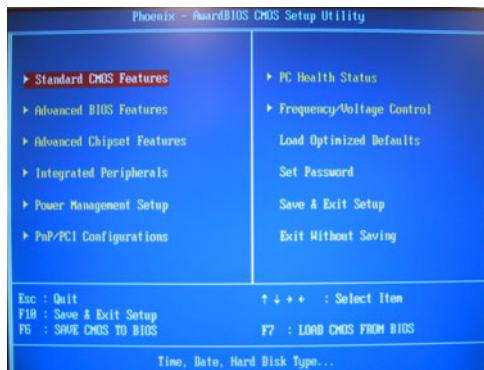 Phoenix - AwardBIOS CMOS Setup Utility
▶ Standard CMOS Features
▶ Advanced BIOS Features
▶ Advanced Chipset Features
▶ Integrated Peripherals
▶ Power Management Setup
▶ PnP/PCI Configurations
▶ PC Health Status
▶ Frequency/Voltage Control
Load Optimized Defaults
Set Password
Save & Exit Setup
Exit Without Saving
Esc : Quit
F10 : Save & Exit Setup
F6 : SAVE CMOS TO BIOS
↑ ↓ → ← : Select Item
F7 : LOAD CMOS FROM BIOS
Time, Date, Hard Disk Type...